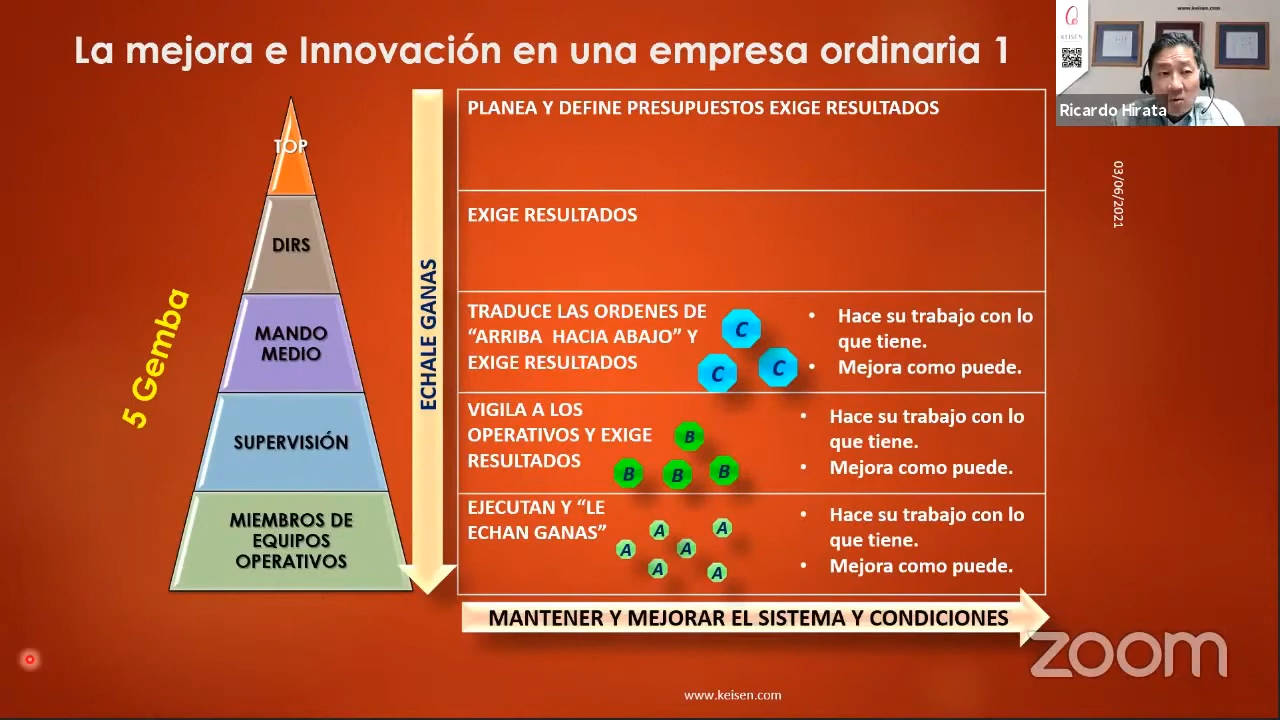 La mejora e Innovación en una empresa ordinaria 1
www.keisen.com
KEISEN
Ricardo Hirata
03/06/2021
5 Gemba
TOP
DIRS
MANDO
MEDIO
SUPERVISIÓN
MIEMBROS DE
EQUIPOS
OPERATIVOS
ECHALE GANAS
PLANEA Y DEFINE PRESUPUESTOS EXIGE RESULTADOS
EXIGE RESULTADOS
TRADUCE LAS ORDENES DE
“ARRIBA HACIA ABAJO” Y
EXIGE RESULTADOS
C
C
C
• Hace su trabajo con lo
que tiene.
• Mejora como puede.
VIGILA A LOS
OPERATIVOS Y EXIGE
RESULTADOS
B
B
B
B
• Hace su trabajo con lo
que tiene.
• Mejora como puede.
EJECUTAN Y “LE
ECHAN GANAS”
A
A
A
A
A
A
• Hace su trabajo con lo
que tiene.
• Mejora como puede.
MANTENER Y MEJORAR EL SISTEMA Y CONDICIONES
zoom
www.keisen.com